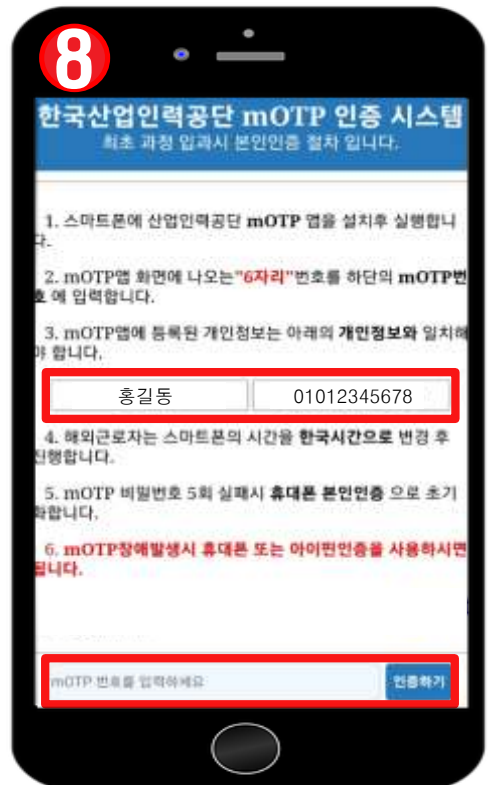 8
한국산업인력공단 mOTP 인증 시스템
최초 과정 입과시 본인인증 절차 입니다.
1. 스마트폰에 산업인력공단 mOTP 앱을 설치후 실행합니
다.
2. mOTP앱 화면에 나오는"6자리"번호를 하단의 mOTP번
호 에 입력합니다.
3. mOTP앱에 등록된 개인정보는 아래의 개인정보와 일치해
야 합니다.
홍길동 01012345678
4. 해외근로자는 스마트폰의 시간을 한국시간으로 변경 후
진행합니다.
5. mOTP 비밀번호 5회 실패시 휴대폰 본인인증 으로 초기
화합니다.
6. mOTP장애발생시 휴대폰 또는 아이핀인증을 사용하시면
됩니다.
mOTP 번호를 입력하세요 인증하기